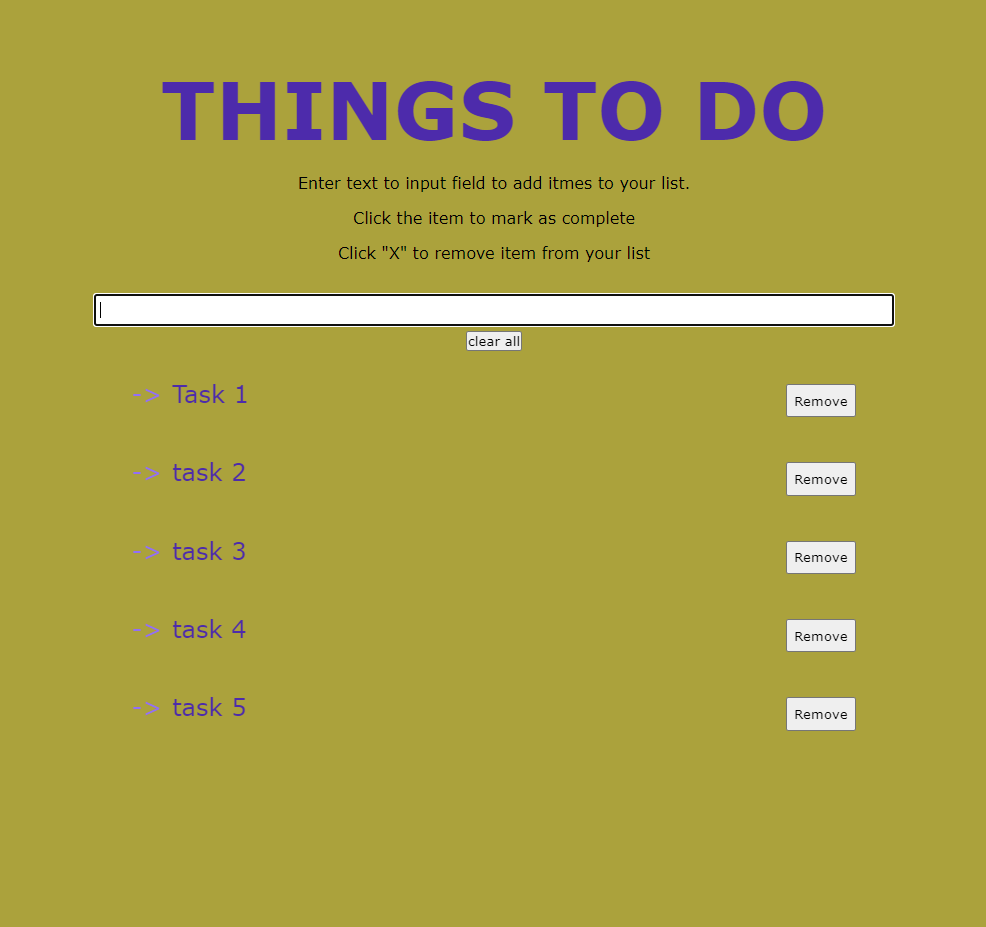 THINGS TO DO
Enter text to input field to add itmes to your list.
Click the item to mark as complete
Click "X" to remove item from your list
clear all
-> Task 1 Remove
-> task 2 Remove
-> task 3 Remove
-> task 4 Remove
-> task 5 Remove